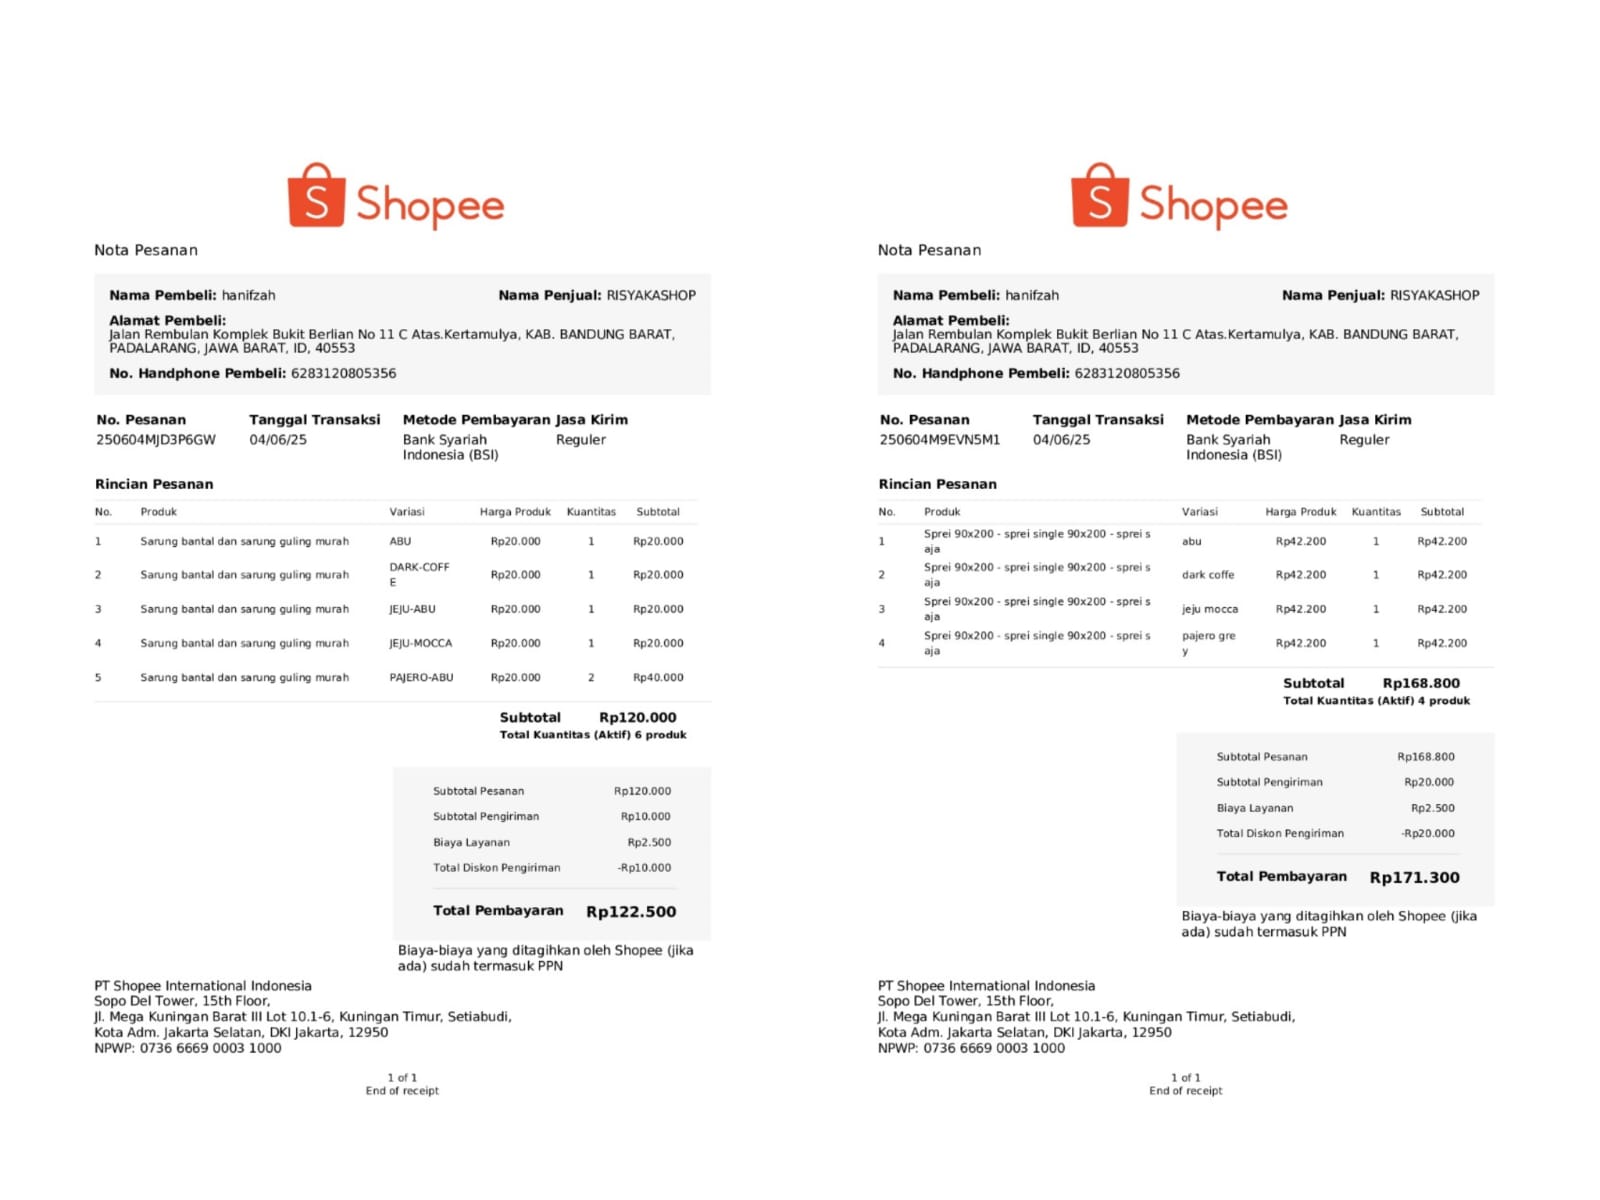 Shopee
Nota Pesanan
Nama Pembeli: hanifzah Nama Penjual: RISYAKASHOP
Alamat Pembeli:
Jalan Rembulan Komplek Bukit Berlian No 11 C Atas.Kertamulya, KAB. BANDUNG BARAT,
PADALARANG, JAWA BARAT, ID, 40553
No. Handphone Pembeli: 6283120805356
No. Pesanan Tanggal Transaksi Metode Pembayaran Jasa Kirim
250604MJD3P6GW 04/06/25 Bank Syariah Reguler
Indonesia (BSI)
Rincian Pesanan
No. Produk Variasi Harga Produk Kuantitas Subtotal
1 Sarung bantal dan sarung guling murah ABU Rp20.000 1 Rp20.000
2 Sarung bantal dan sarung guling murah DARK-COFF Rp20.000 1 Rp20.000
E
3 Sarung bantal dan sarung guling murah JEJU-ABU Rp20.000 1 Rp20.000
4 Sarung bantal dan sarung guling murah JEJU-MOCCA Rp20.000 1 Rp20.000
5 Sarung bantal dan sarung guling murah PAJERO-ABU Rp20.000 2 Rp40.000
Subtotal Rp120.000
Total Kuantitas (Aktif) 6 produk
Subtotal Pesanan Rp120.000
Subtotal Pengiriman Rp10.000
Biaya Layanan Rp2.500
Total Diskon Pengiriman -Rp10.000
Total Pembayaran Rp122.500
Biaya-biaya yang ditagihkan oleh Shopee (jika
ada) sudah termasuk PPN
PT Shopee International Indonesia
Sopo Del Tower, 15th Floor,
Jl. Mega Kuningan Barat III Lot 10.1-6, Kuningan Timur, Setiabudi,
Kota Adm. Jakarta Selatan, DKI Jakarta, 12950
NPWP: 0736 6669 0003 1000
1 of 1
End of receipt
Shopee
Nota Pesanan
Nama Pembeli: hanifzah Nama Penjual: RISYAKASHOP
Alamat Pembeli:
Jalan Rembulan Komplek Bukit Berlian No 11 C Atas.Kertamulya, KAB. BANDUNG BARAT,
PADALARANG, JAWA BARAT, ID, 40553
No. Handphone Pembeli: 6283120805356
No. Pesanan Tanggal Transaksi Metode Pembayaran Jasa Kirim
250604M9EVN5M1 04/06/25 Bank Syariah Reguler
Indonesia (BSI)
Rincian Pesanan
No. Produk Variasi Harga Produk Kuantitas Subtotal
1 Sprei 90x200 - sprei single 90x200 - sprei s abu Rp42.200 1 Rp42.200
aja
2 Sprei 90x200 - sprei single 90x200 - sprei s dark coffe Rp42.200 1 Rp42.200
aja
3 Sprei 90x200 - sprei single 90x200 - sprei s jeju mocca Rp42.200 1 Rp42.200
aja
4 Sprei 90x200 - sprei single 90x200 - sprei s pajero gre Rp42.200 1 Rp42.200
aja y
Subtotal Rp168.800
Total Kuantitas (Aktif) 4 produk
Subtotal Pesanan Rp168.800
Subtotal Pengiriman Rp20.000
Biaya Layanan Rp2.500
Total Diskon Pengiriman -Rp20.000
Total Pembayaran Rp171.300
Biaya-biaya yang ditagihkan oleh Shopee (jika
ada) sudah termasuk PPN
PT Shopee International Indonesia
Sopo Del Tower, 15th Floor,
Jl. Mega Kuningan Barat III Lot 10.1-6, Kuningan Timur, Setiabudi,
Kota Adm. Jakarta Selatan, DKI Jakarta, 12950
NPWP: 0736 6669 0003 1000
1 of 1
End of receipt